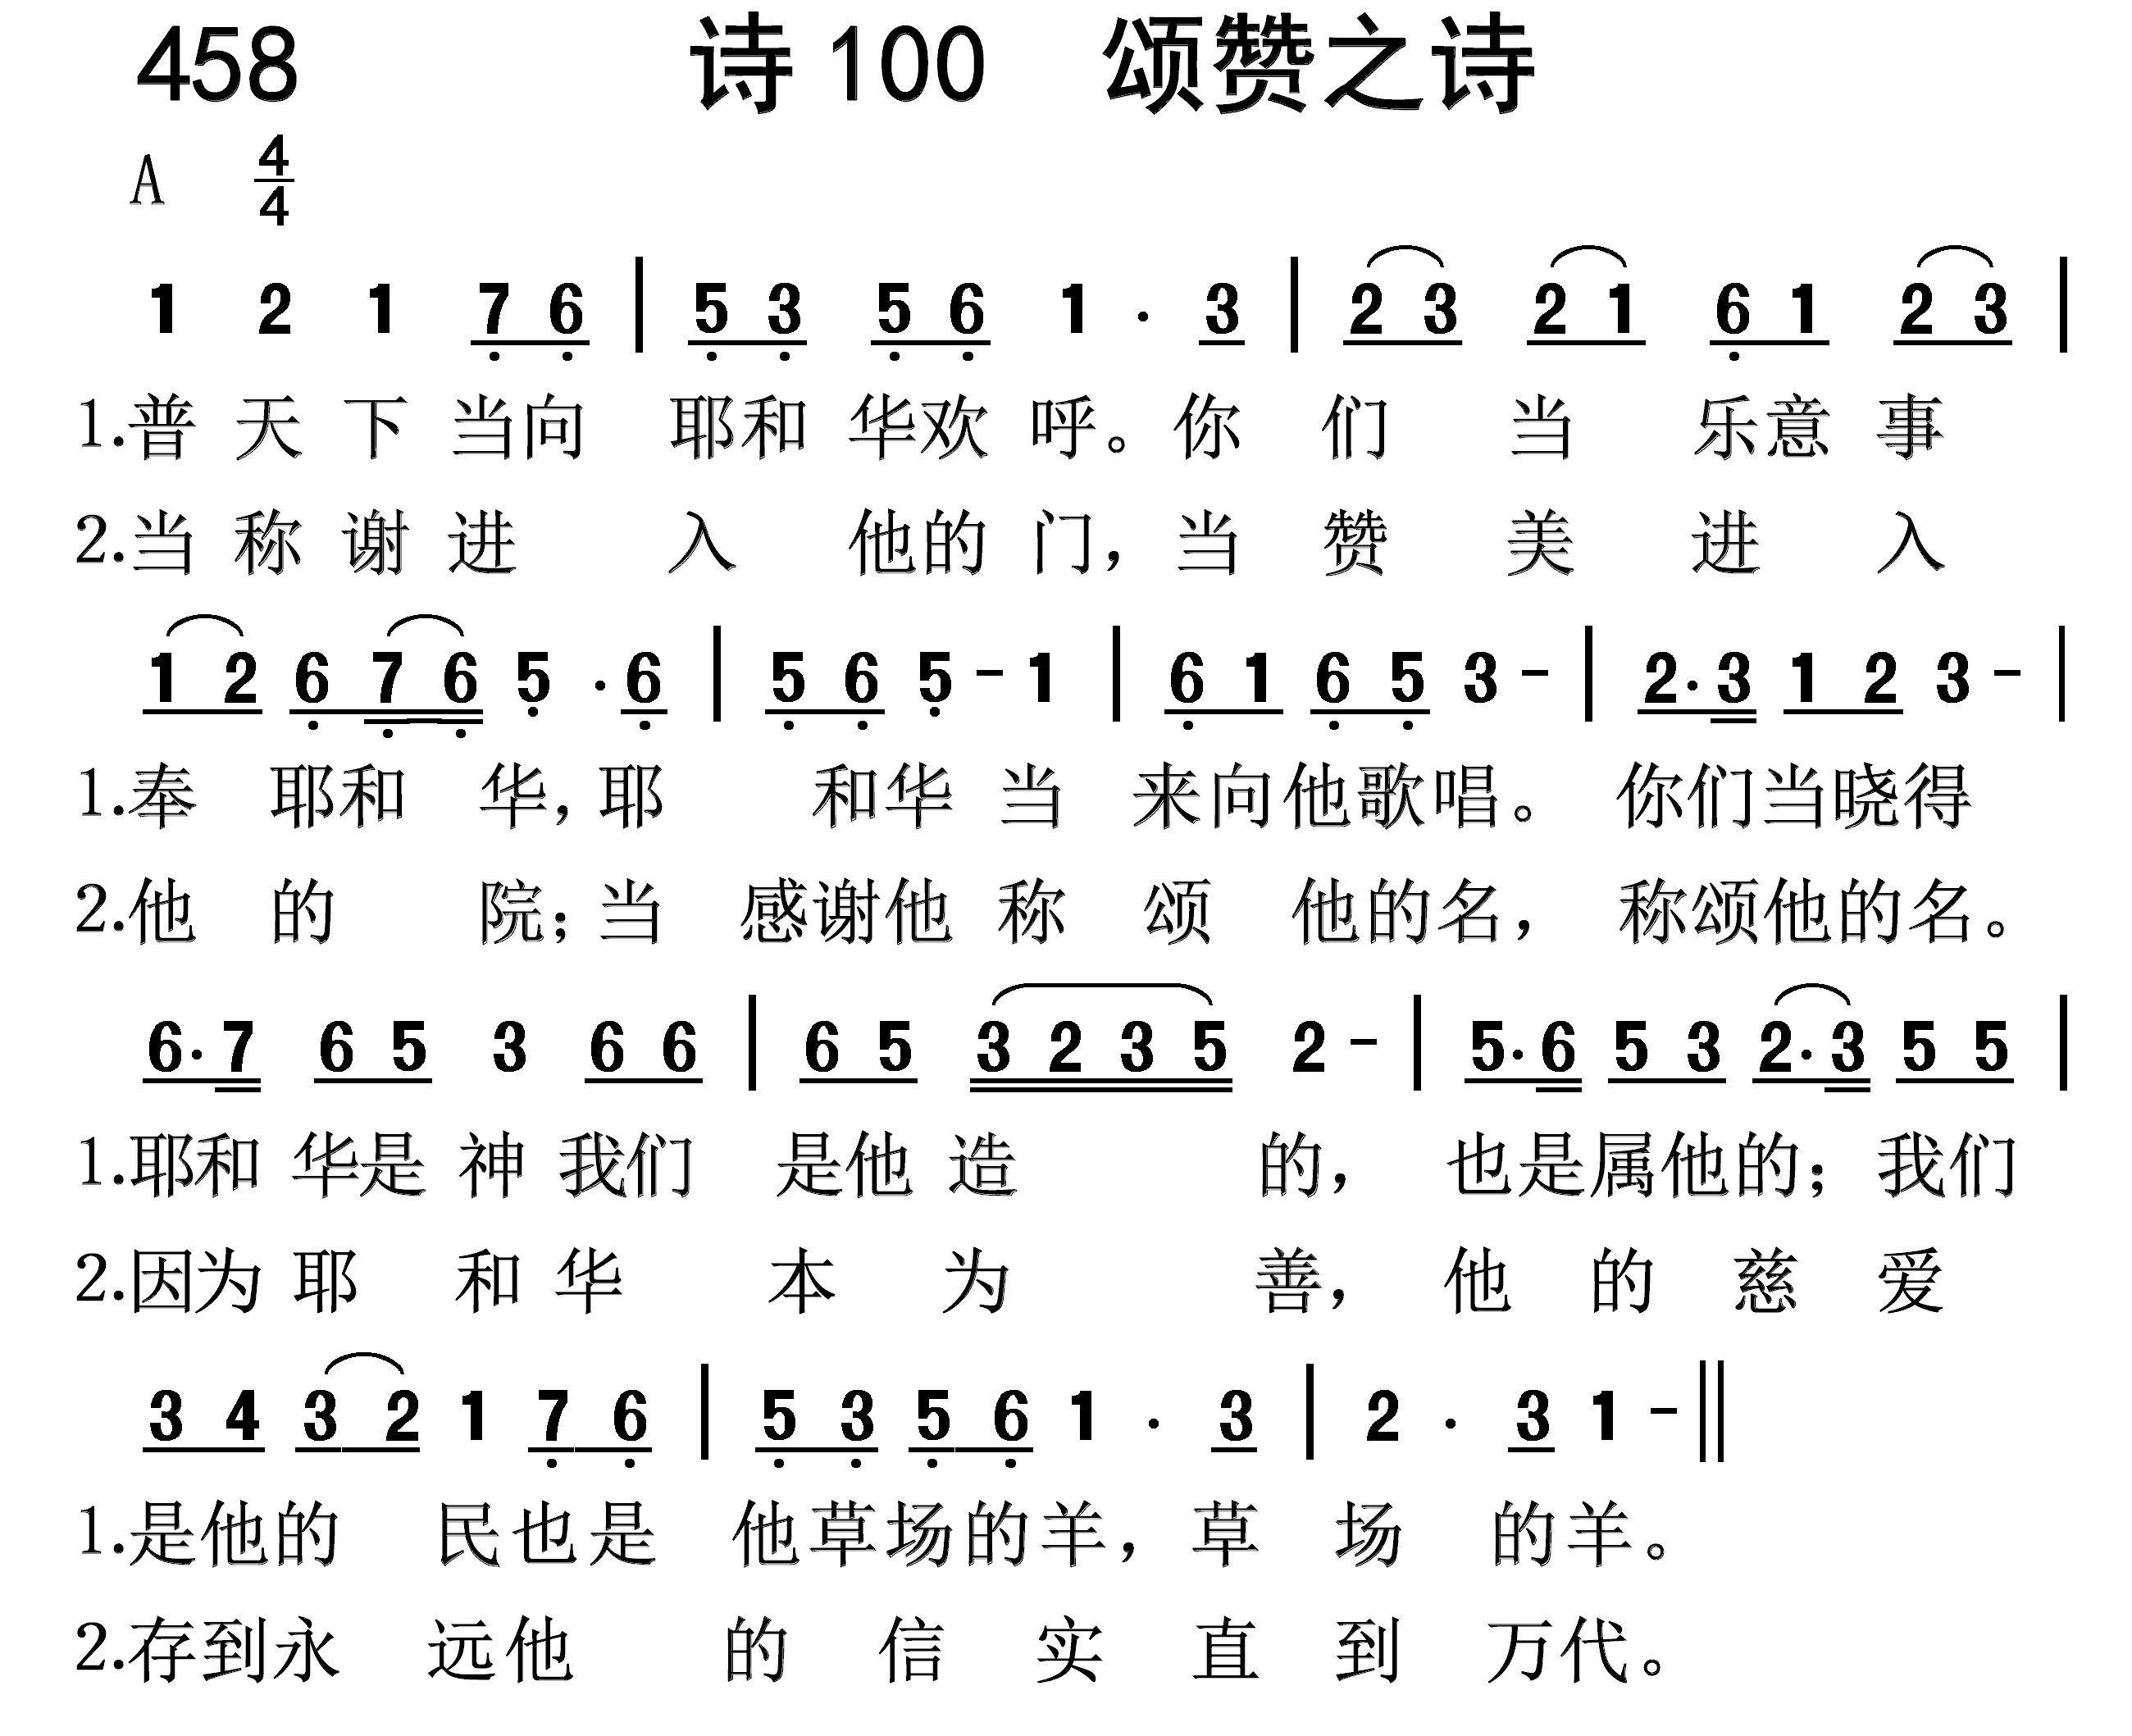 458 诗100 颂赞之诗
A 4/4
1 2 1 7 6 | 5 3 5 6 1 · 3 | 2 3 2 1 6 1 2 3 |
1.普天下当向 耶和华欢呼。你们当乐意事
2.当称谢进入 他的门，当赞美进入
1 2 6 7 6 5 · 6 | 5 6 5 - 1 | 6 1 6 5 3 - | 2 · 3 1 2 3 - |
1.奉 耶和华，耶和华当来向他歌唱。你们当晓得
2.他的院；当感谢他称颂他的名，称颂他的名。
6 · 7 6 5 3 6 6 | 6 5 3 2 3 5 2 - | 5 · 6 5 3 2 · 3 5 5 |
1.耶和华是神我们是他造的，也是属他的；我们
2.因为耶和华本为善，他的慈爱
3 4 3 2 1 7 6 | 5 3 5 6 1 · 3 | 2 · 3 1 - ||
1.是他的民也是他草场的羊，草场的羊。
2.存到永远他的信实直到万代。